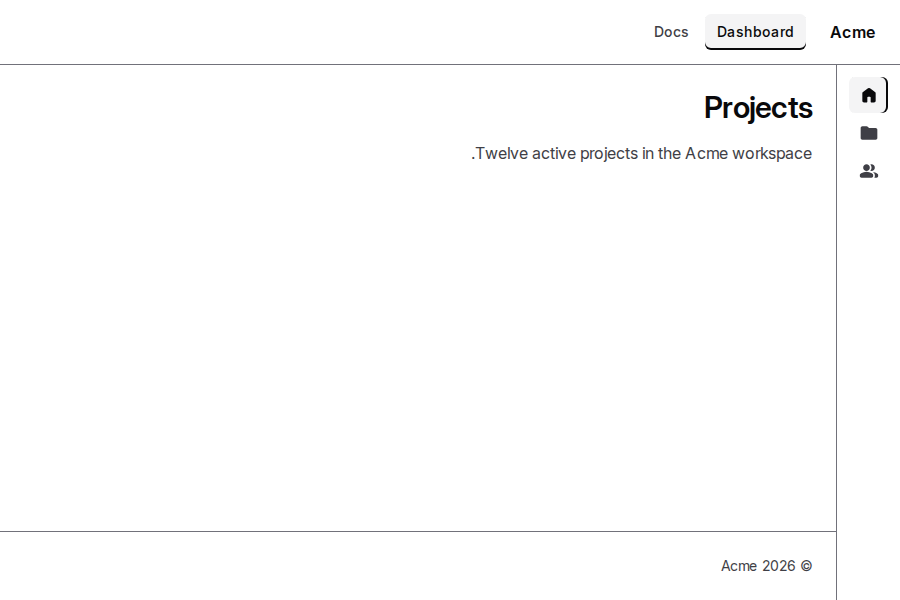 Acme
Dashboard
Docs
Projects
.Twelve active projects in the Acme workspace
Acme 2026 ©